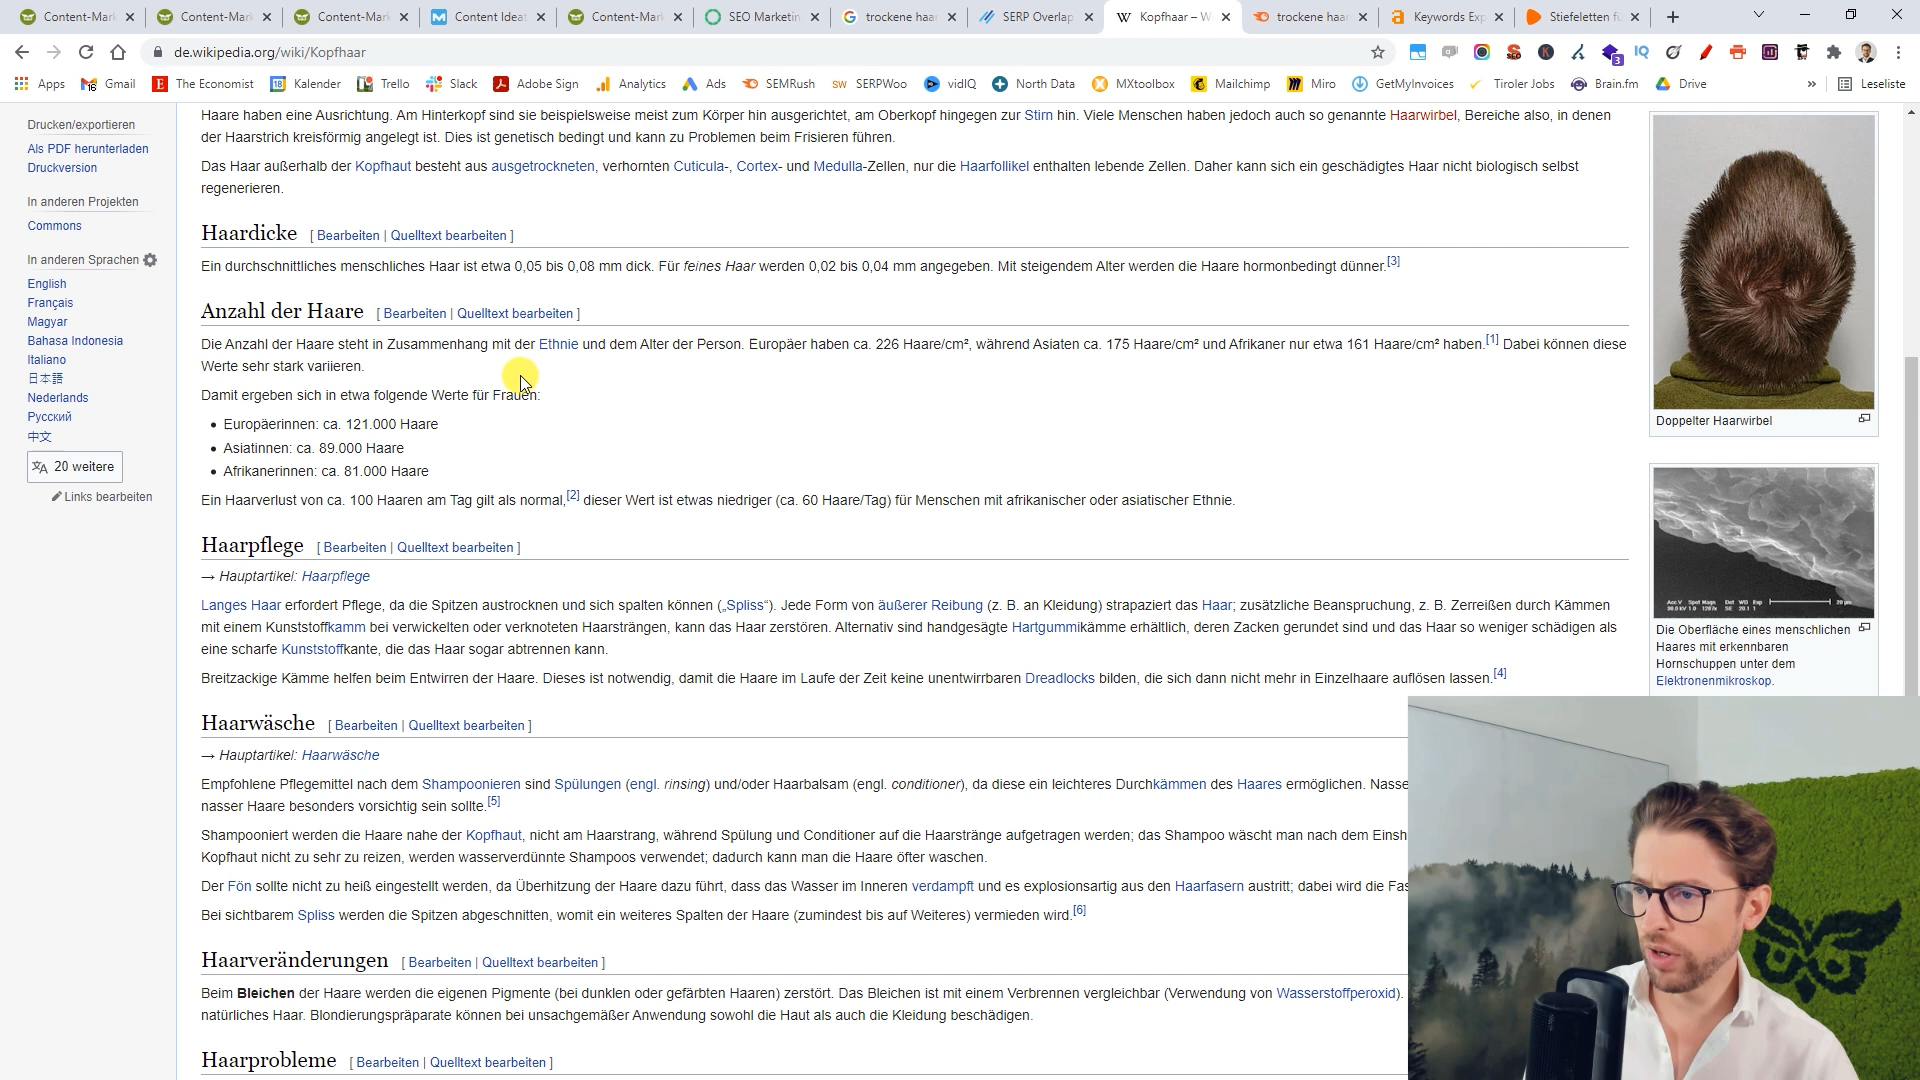 Content-Mark
Content-Mark
Content-Mark
Content Ideat
Content-Mark
SEO Marketin
trockene haar
SERP Overlap
Kopfhaar – W
trockene haar
Keywords Exp
Stiefeletten fü
de.wikipedia.org/wiki/Kopfhaar
Apps
Gmail
The Economist
Kalender
Trello
Slack
Adobe Sign
Analytics
Ads
SEMRush
SERPWoo
vidIQ
North Data
MXtoolbox
Mailchimp
Miro
GetMyInvoices
Tiroler Jobs
Brain.fm
Drive
»
Leseliste
Drucken/exportieren
Als PDF herunterladen
Druckversion
In anderen Projekten
Commons
In anderen Sprachen
English
Français
Magyar
Bahasa Indonesia
Italiano
日本語
Nederlands
Русский
中文
20 weitere
Links bearbeiten
Haare haben eine Ausrichtung. Am Hinterkopf sind sie beispielsweise meist zum Körper hin ausgerichtet, am Oberkopf hingegen zur Stirn hin. Viele Menschen haben jedoch auch so genannte Haarwirbel, Bereiche also, in denen
der Haarstrich kreisförmig angelegt ist. Dies ist genetisch bedingt und kann zu Problemen beim Frisieren führen.
Das Haar außerhalb der Kopfhaut besteht aus ausgetrockneten, verhornten Cuticula-, Cortex- und Medulla-Zellen, nur die Haarfollikel enthalten lebende Zellen. Daher kann sich ein geschädigtes Haar nicht biologisch selbst
regenerieren.
Haardicke [ Bearbeiten | Quelltext bearbeiten ]
Ein durchschnittliches menschliches Haar ist etwa 0,05 bis 0,08 mm dick. Für feines Haar werden 0,02 bis 0,04 mm angegeben. Mit steigendem Alter werden die Haare hormonbedingt dünner.[3]
Anzahl der Haare [ Bearbeiten | Quelltext bearbeiten ]
Die Anzahl der Haare steht in Zusammenhang mit der Ethnie und dem Alter der Person. Europäer haben ca. 226 Haare/cm², während Asiaten ca. 175 Haare/cm² und Afrikaner nur etwa 161 Haare/cm² haben.[1] Dabei können diese
Werte sehr stark variieren.
Damit ergeben sich in etwa folgende Werte für Frauen:
• Europäerinnen: ca. 121.000 Haare
• Asiatinnen: ca. 89.000 Haare
• Afrikanerinnen: ca. 81.000 Haare
Ein Haarverlust von ca. 100 Haaren am Tag gilt als normal,[2] dieser Wert ist etwas niedriger (ca. 60 Haare/Tag) für Menschen mit afrikanischer oder asiatischer Ethnie.
Haarpflege [ Bearbeiten | Quelltext bearbeiten ]
→ Hauptartikel: Haarpflege
Langes Haar erfordert Pflege, da die Spitzen austrocknen und sich spalten können („Spliss“). Jede Form von äußerer Reibung (z. B. an Kleidung) strapaziert das Haar; zusätzliche Beanspruchung, z. B. Zerreißen durch Kämmen
mit einem Kunststoffkamm bei verwickelten oder verknoteten Haarsträngen, kann das Haar zerstören. Alternativ sind handgesägte Hartgummikämme erhältlich, deren Zacken gerundet sind und das Haar so weniger schädigen als
eine scharfe Kunststoffkante, die das Haar sogar abtrennen kann.
Breitzackige Kämme helfen beim Entwirren der Haare. Dieses ist notwendig, damit die Haare im Laufe der Zeit keine unentwirrbaren Dreadlocks bilden, die sich dann nicht mehr in Einzelhaare auflösen lassen.[4]
Haarwäsche [ Bearbeiten | Quelltext bearbeiten ]
→ Hauptartikel: Haarwäsche
Empfohlene Pflegemittel nach dem Shampoonieren sind Spülungen (engl. rinsing) und/oder Haarbalsam (engl. conditioner), da diese ein leichteres Durchkämmen des Haares ermöglichen. Nasse
nasser Haare besonders vorsichtig sein sollte.[5]
Shampooniert werden die Haare nahe der Kopfhaut, nicht am Haarstrang, während Spülung und Conditioner auf die Haarstränge aufgetragen werden; das Shampoo wäscht man nach dem Einsh
Kopfhaut nicht zu sehr zu reizen, werden wasserverdünnte Shampoos verwendet; dadurch kann man die Haare öfter waschen.
Der Fön sollte nicht zu heiß eingestellt werden, da Überhitzung der Haare dazu führt, dass das Wasser im Inneren verdampft und es explosionsartig aus den Haarfasern austritt; dabei wird die Fas
Bei sichtbarem Spliss werden die Spitzen abgeschnitten, womit ein weiteres Spalten der Haare (zumindest bis auf Weiteres) vermieden wird.[6]
Haarveränderungen [ Bearbeiten | Quelltext bearbeiten ]
Beim Bleichen der Haare werden die eigenen Pigmente (bei dunklen oder gefärbten Haaren) zerstört. Das Bleichen ist mit einem Verbrennen vergleichbar (Verwendung von Wasserstoffperoxid).
natürliches Haar. Blondierungspräparate können bei unsachgemäßer Anwendung sowohl die Haut als auch die Kleidung beschädigen.
Haarprobleme [ Bearbeiten | Quelltext bearbeiten ]
Doppelter Haarwirbel
Die Oberfläche eines menschlichen
Haares mit erkennbaren
Hornschuppen unter dem
Elektronenmikroskop.